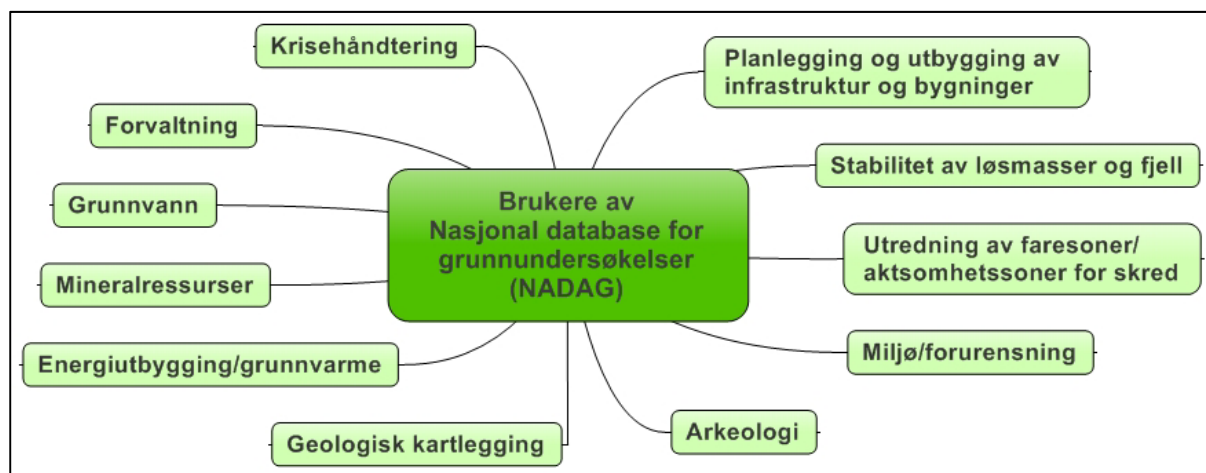 Krisehåndtering
Planlegging og utbygging av
infrastruktur og bygninger
Forvaltning
Stabilitet av løsmasser og fjell
Grunnvann
Brukere av
Nasjonal database for
grunnundersøkelser
(NADAG)
Utredning av faresoner/
aktsomhetssoner for skred
Mineralressurser
Miljø/forurensning
Energiutbygging/grunnvarme
Arkeologi
Geologisk kartlegging